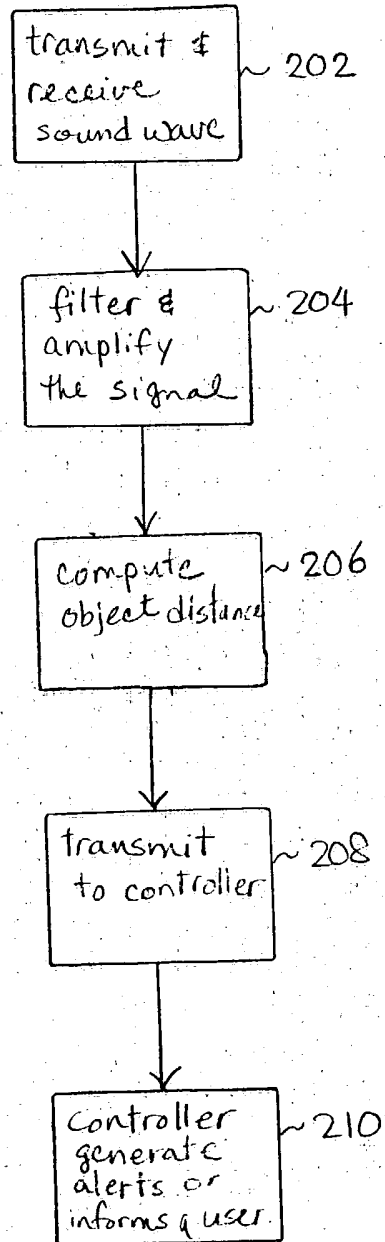 transmit &
receive
sound wave
~ 202
filter &
amplify
the signal
~ 204
compute
object distance
~ 206
transmit
to controller
~ 208
controller
generate
alerts or
informs a user.
~ 210